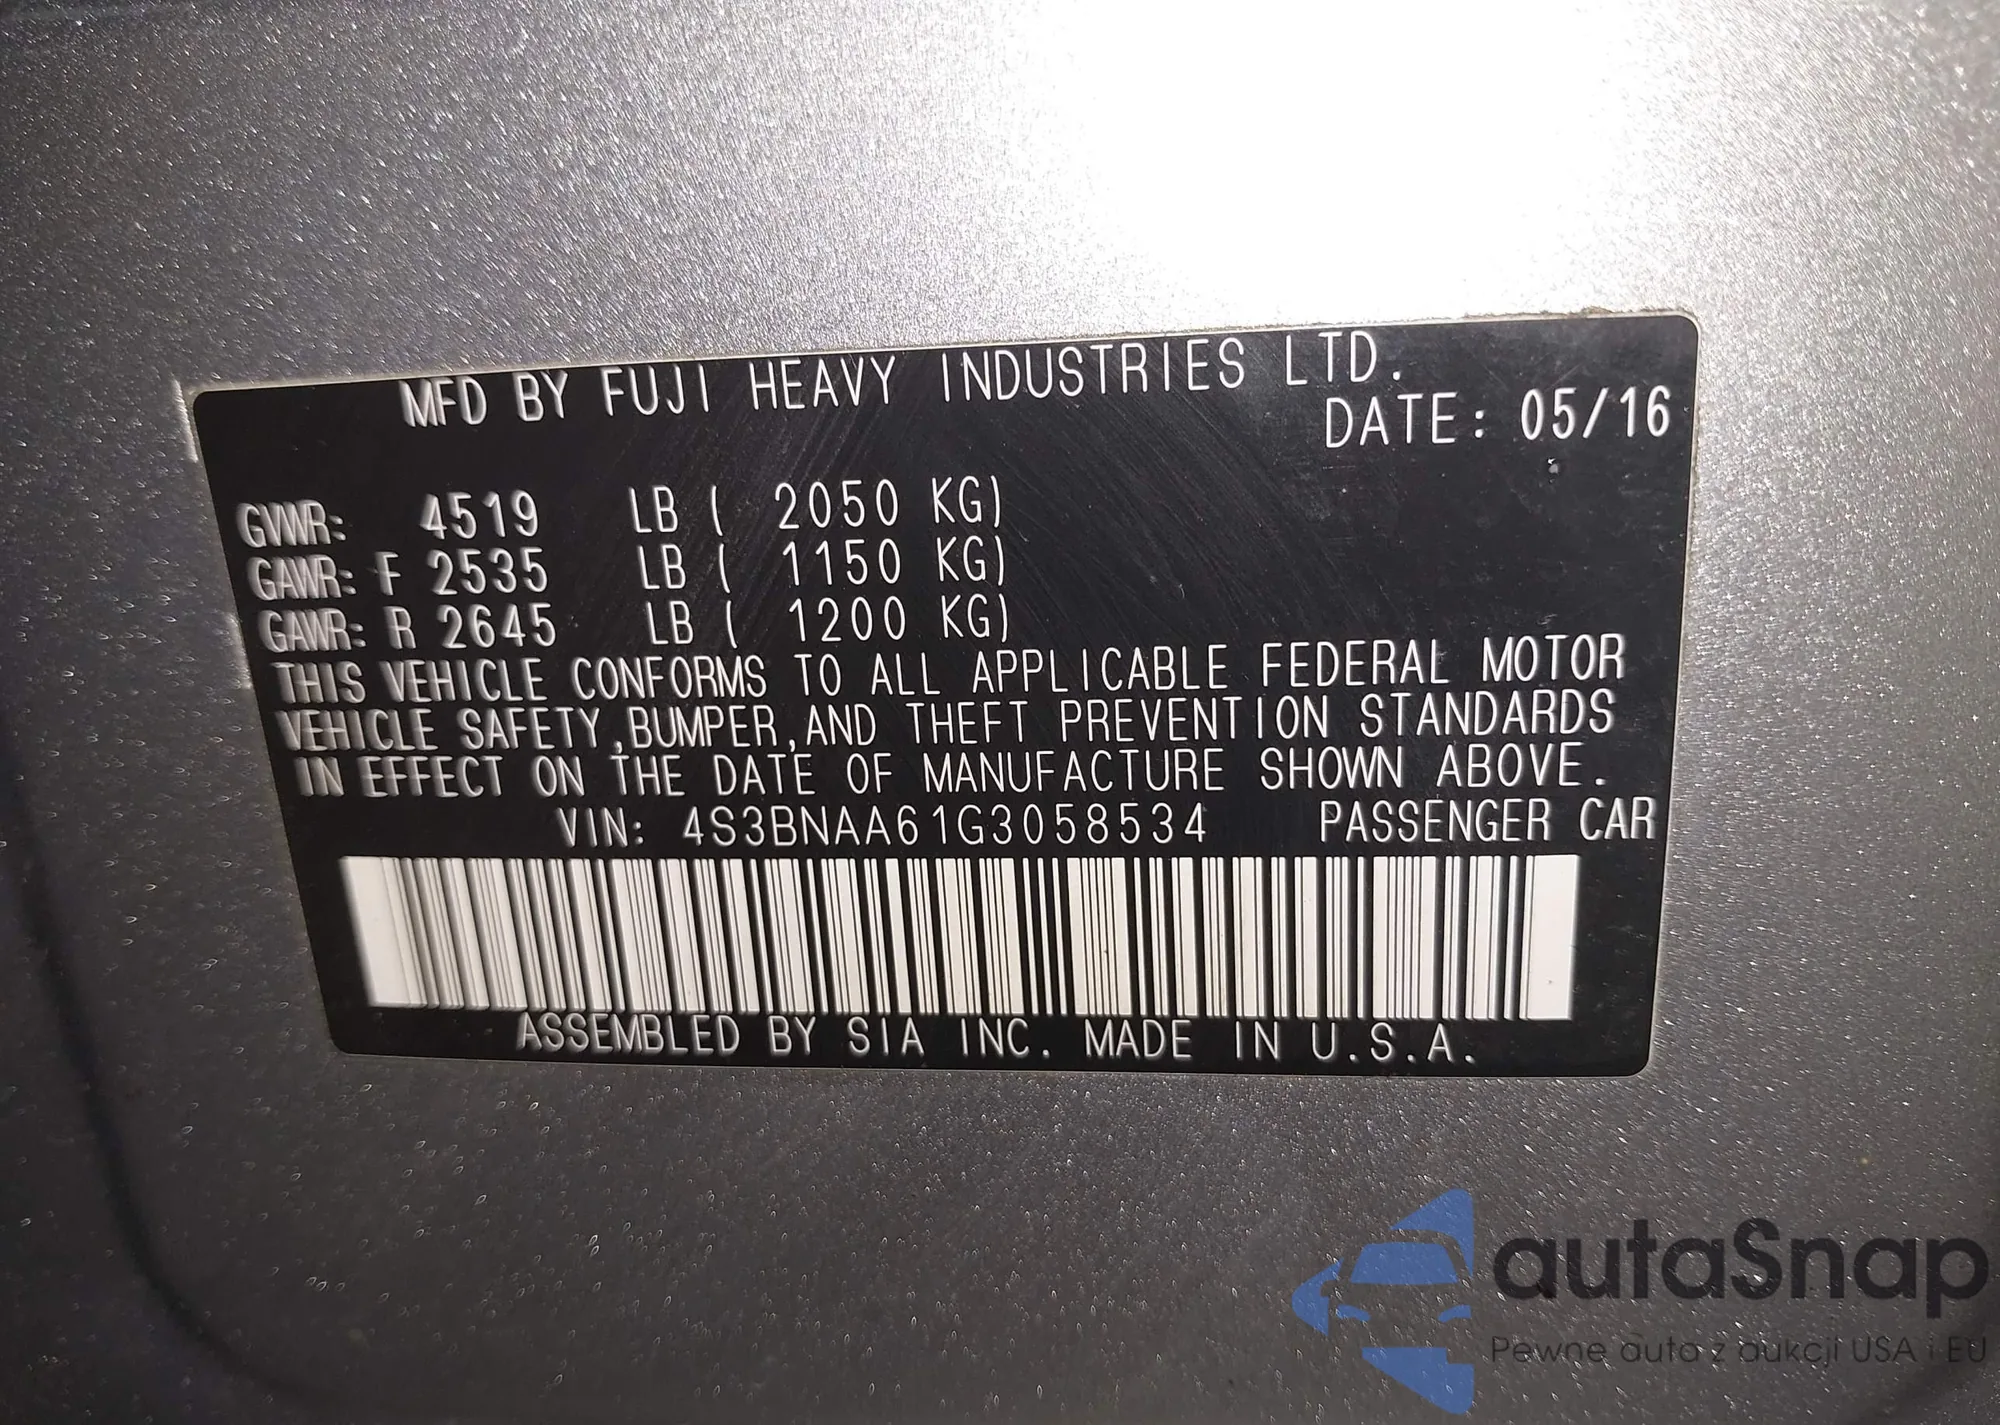 MFD BY FUJI HEAVY INDUSTRIES LTD.
DATE: 05/16
GVWR: 4519 LB ( 2050 KG)
GAWR: F 2535 LB ( 1150 KG)
GAWR: R 2645 LB ( 1200 KG)
THIS VEHICLE CONFORMS TO ALL APPLICABLE FEDERAL MOTOR
VEHICLE SAFETY,BUMPER,AND THEFT PREVENTION STANDARDS
IN EFFECT ON THE DATE OF MANUFACTURE SHOWN ABOVE.
VIN: 4S3BNAA61G3058534 PASSENGER CAR
ASSEMBLED BY SIA INC. MADE IN U.S.A.
autaSnap
Pewne auto z aukcji USA i EU